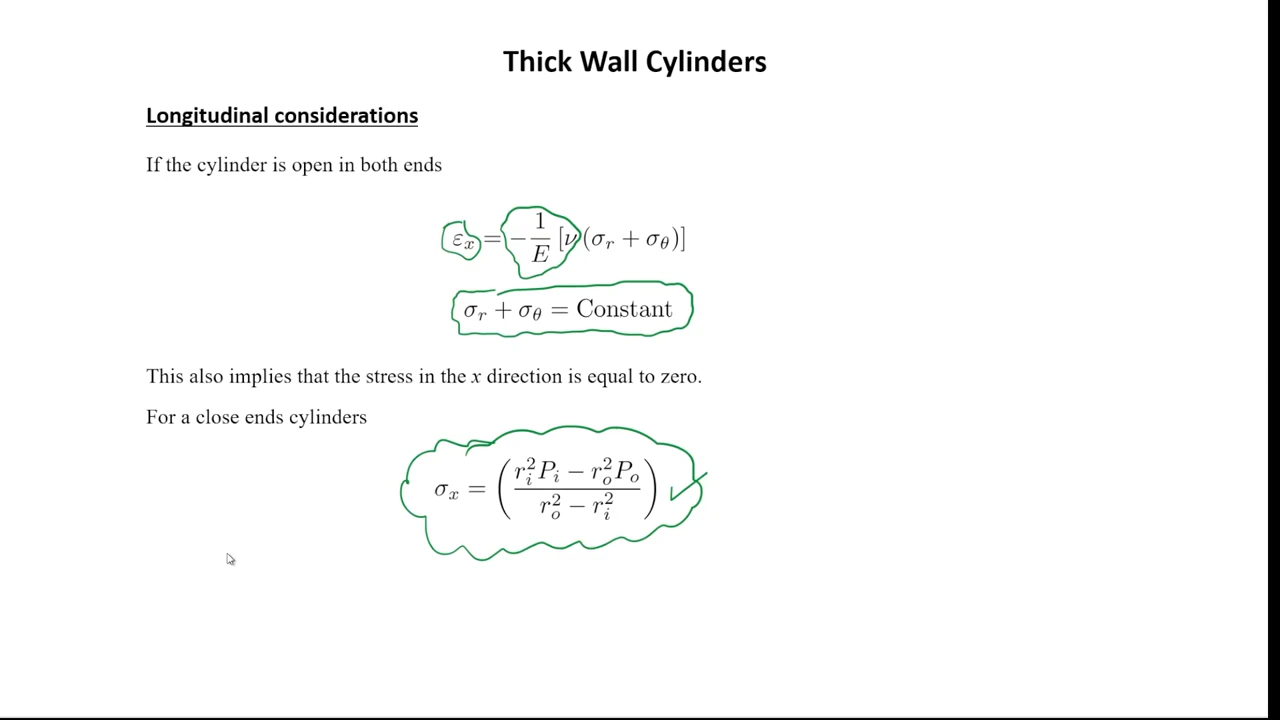 Thick Wall Cylinders
Longitudinal considerations
If the cylinder is open in both ends
εₓ = −1/E [ν(σᵣ + σθ)]
σᵣ + σθ = Constant
This also implies that the stress in the x direction is equal to zero.
For a close ends cylinders
σₓ = ((rᵢ²Pᵢ − rₒ²Pₒ)/(rₒ² − rᵢ²))